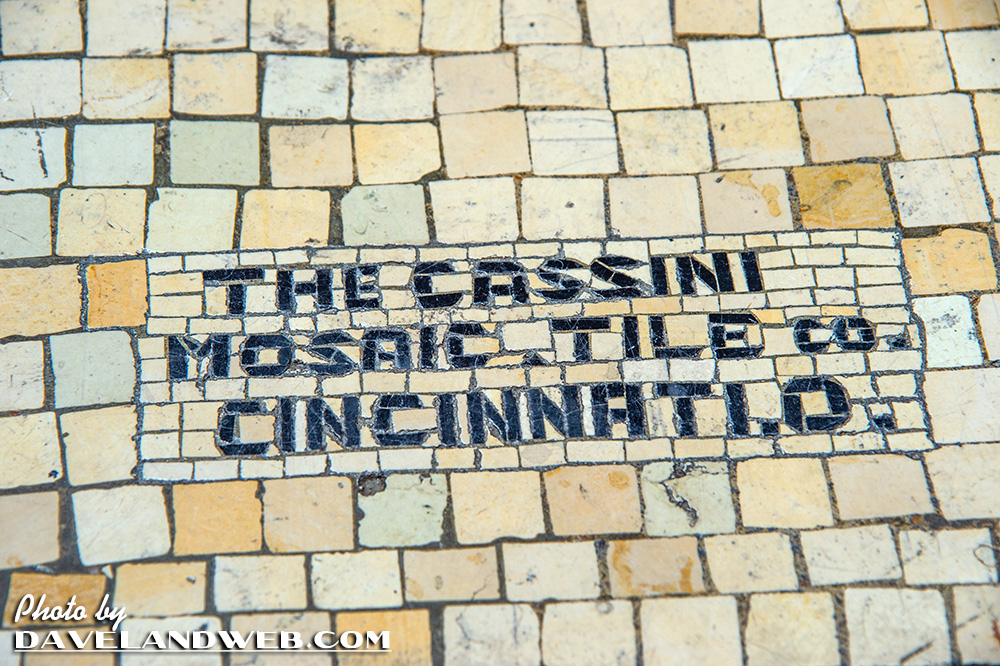 THE CASSINI
MOSAIC. TILE CO.
CINCINNATI. O.
Photo by
DAVELANDWEB.COM